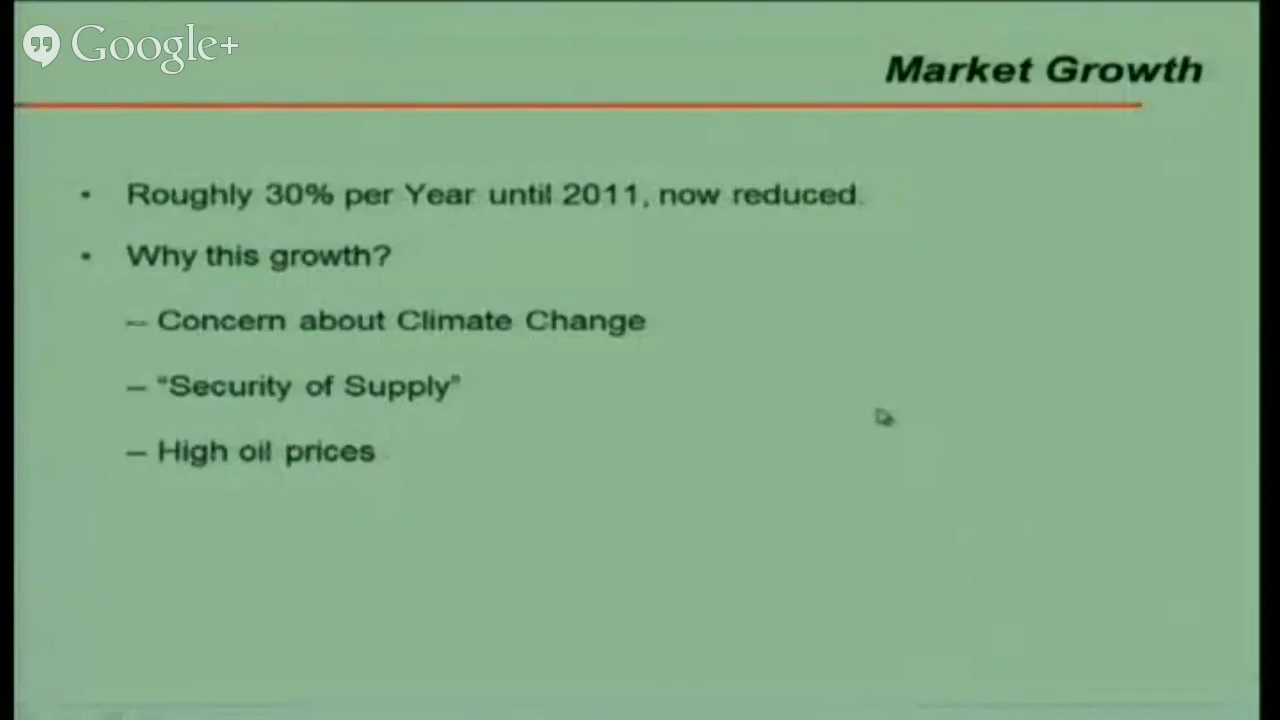 Google+
Market Growth
• Roughly 30% per Year until 2011, now reduced.
• Why this growth?
– Concern about Climate Change
– “Security of Supply”
– High oil prices